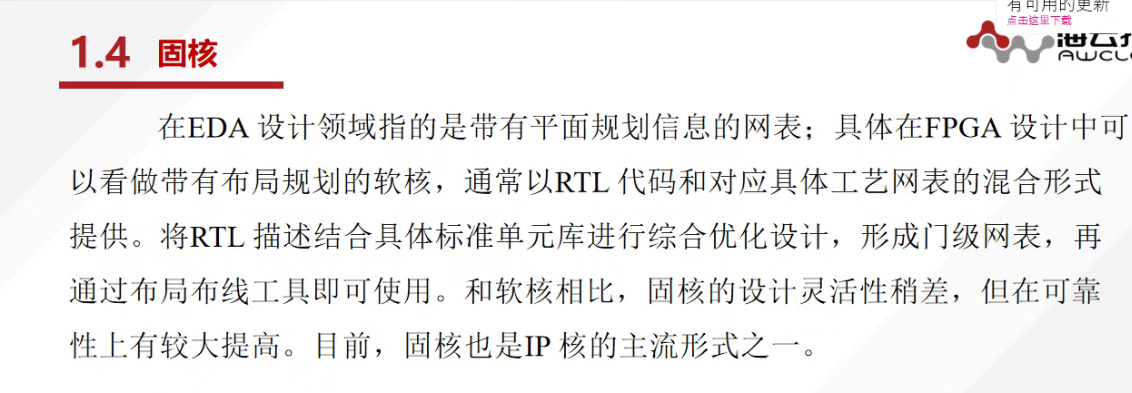 有可用的更新
点击这里下载
1.4 固核
AWCLO
在EDA 设计领域指的是带有平面规划信息的网表；具体在FPGA 设计中可
以看做带有布局规划的软核，通常以RTL 代码和对应具体工艺网表的混合形式
提供。将RTL 描述结合具体标准单元库进行综合优化设计，形成门级网表，再
通过布局布线工具即可使用。和软核相比，固核的设计灵活性稍差，但在可靠
性上有较大提高。目前，固核也是IP 核的主流形式之一。